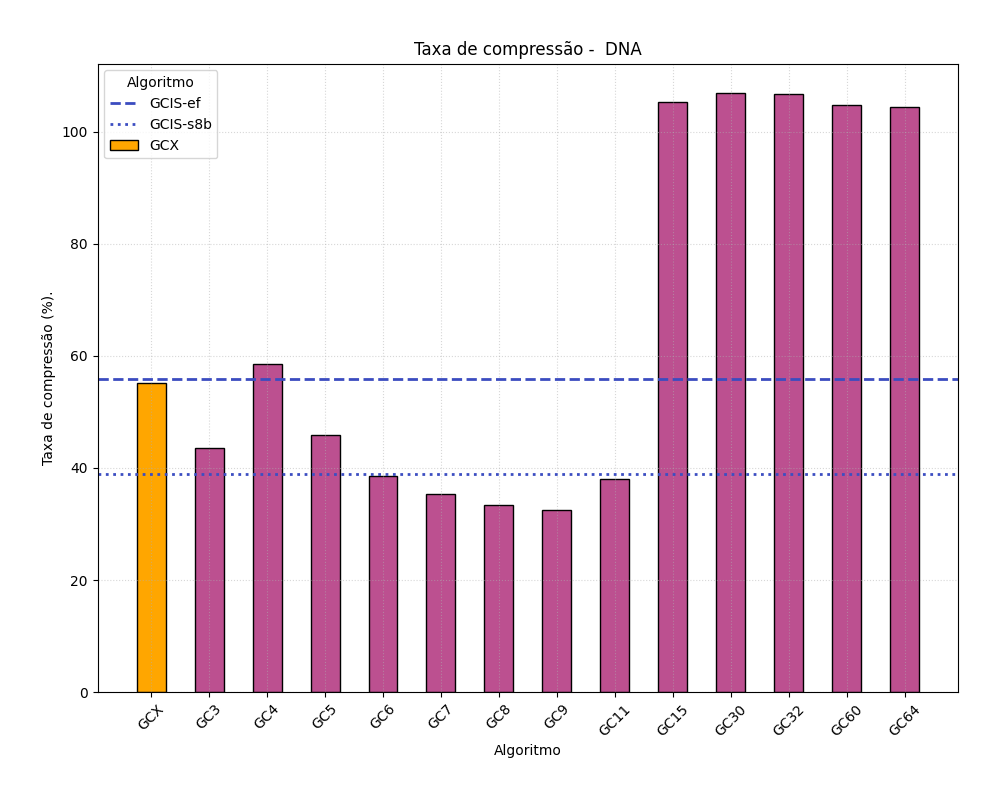 Taxa de compressão -  DNA
Algoritmo
GCIS-ef
GCIS-s8b
GCX
Taxa de compressão (%).
100
80
60
40
20
0
GCX
GC3
GC4
GC5
GC6
GC7
GC8
GC9
GC11
GC15
GC30
GC32
GC60
GC64
Algoritmo